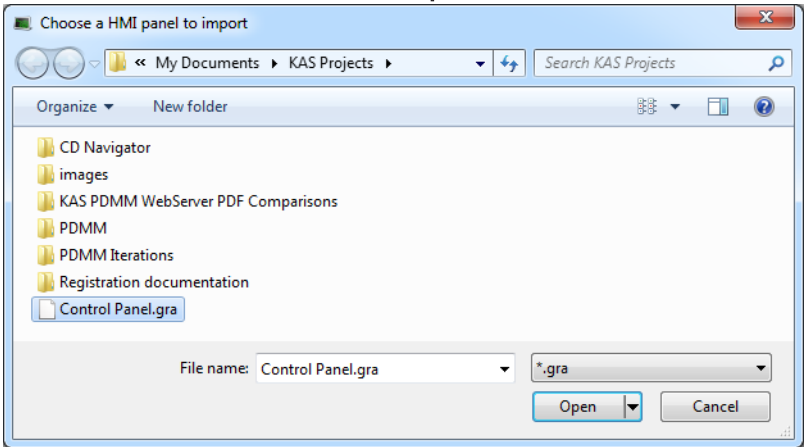 Choose a HMI panel to import
« My Documents ▸ KAS Projects ▸
Search KAS Projects
Organize
New folder
CD Navigator
images
KAS PDMM WebServer PDF Comparisons
PDMM
PDMM Iterations
Registration documentation
Control Panel.gra
File name: Control Panel.gra
*.gra
Open
Cancel